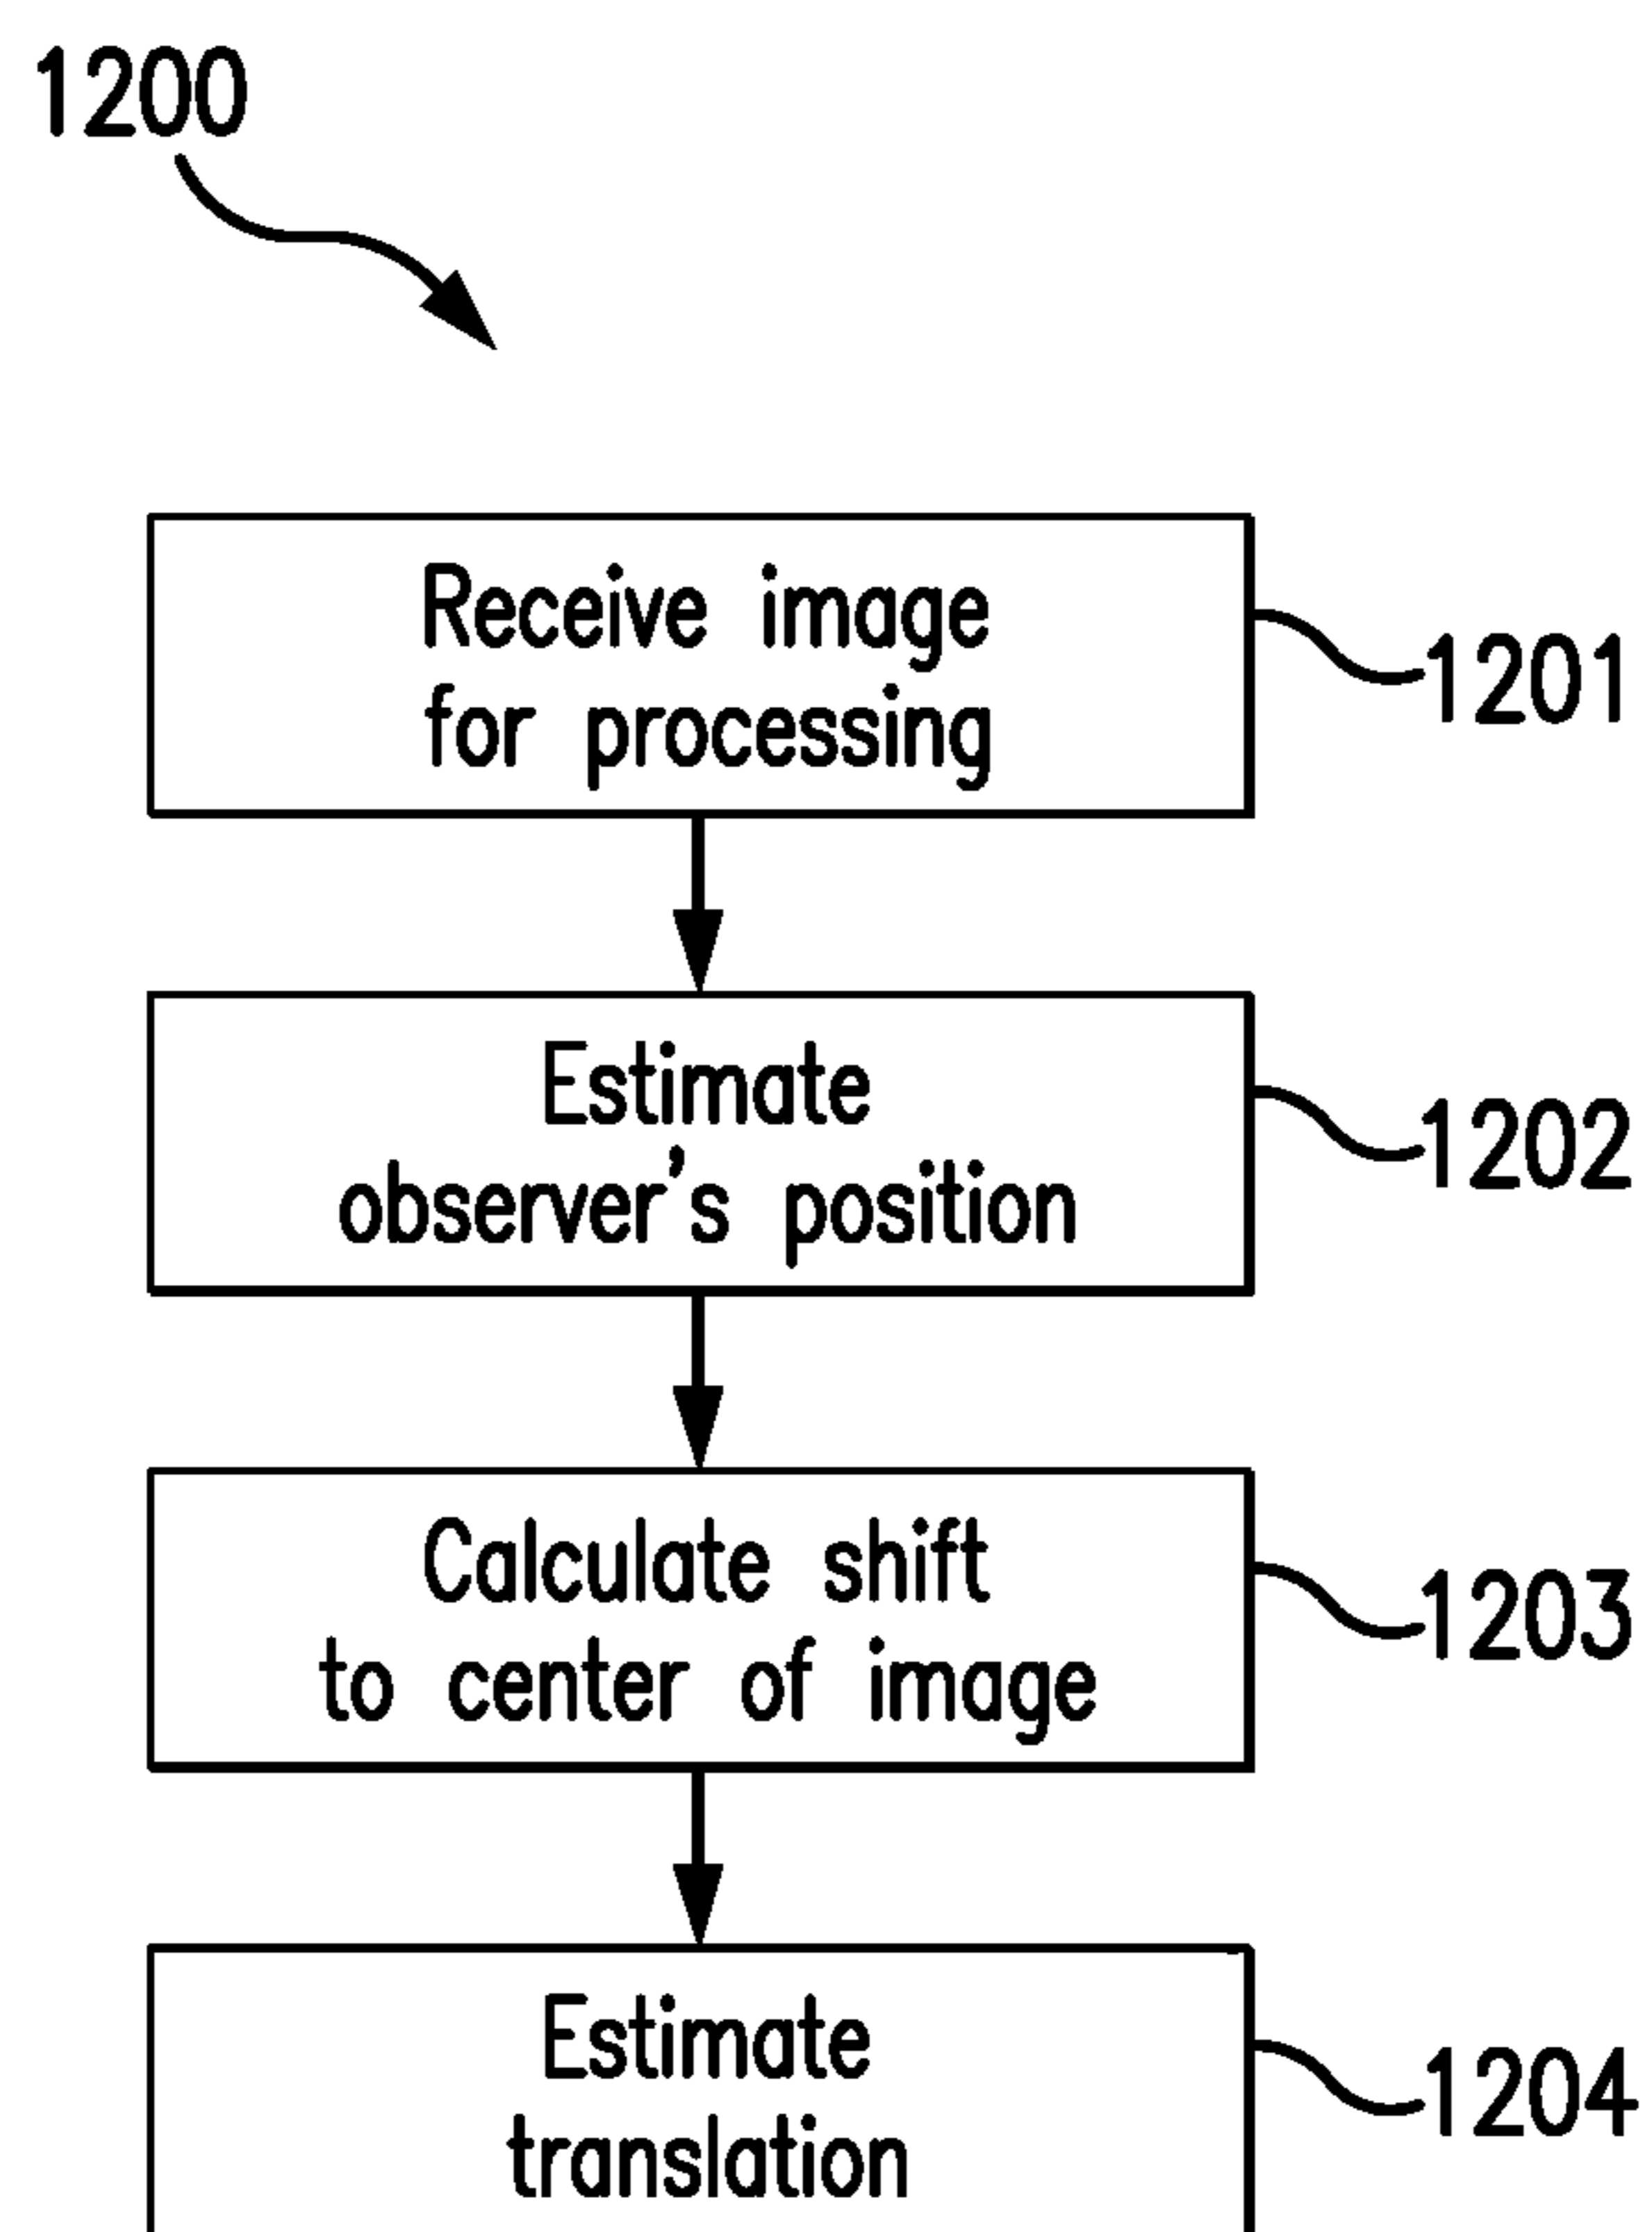 1200
Receive image
for processing
1201
Estimate
observer's position
1202
Calculate shift
to center of image
1203
Estimate
translation
1204